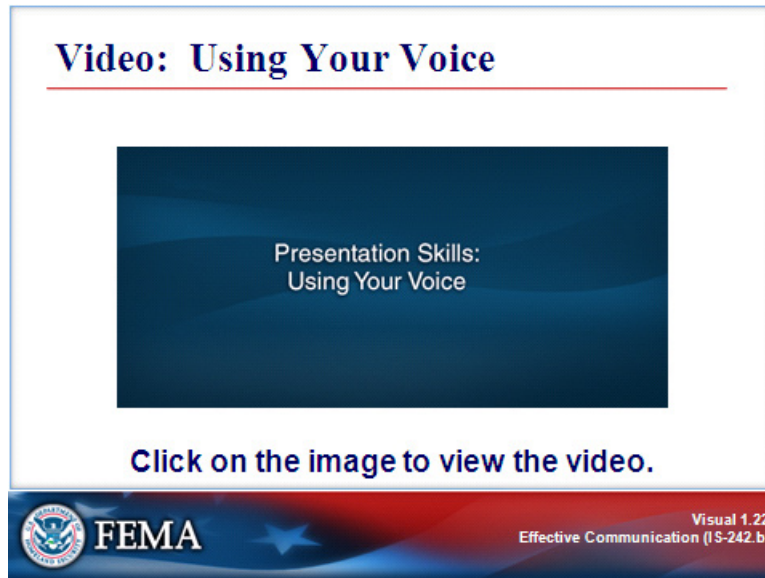 Video: Using Your Voice
Presentation Skills:
Using Your Voice
Click on the image to view the video.
FEMA
Visual 1.22
Effective Communication (IS-242.b